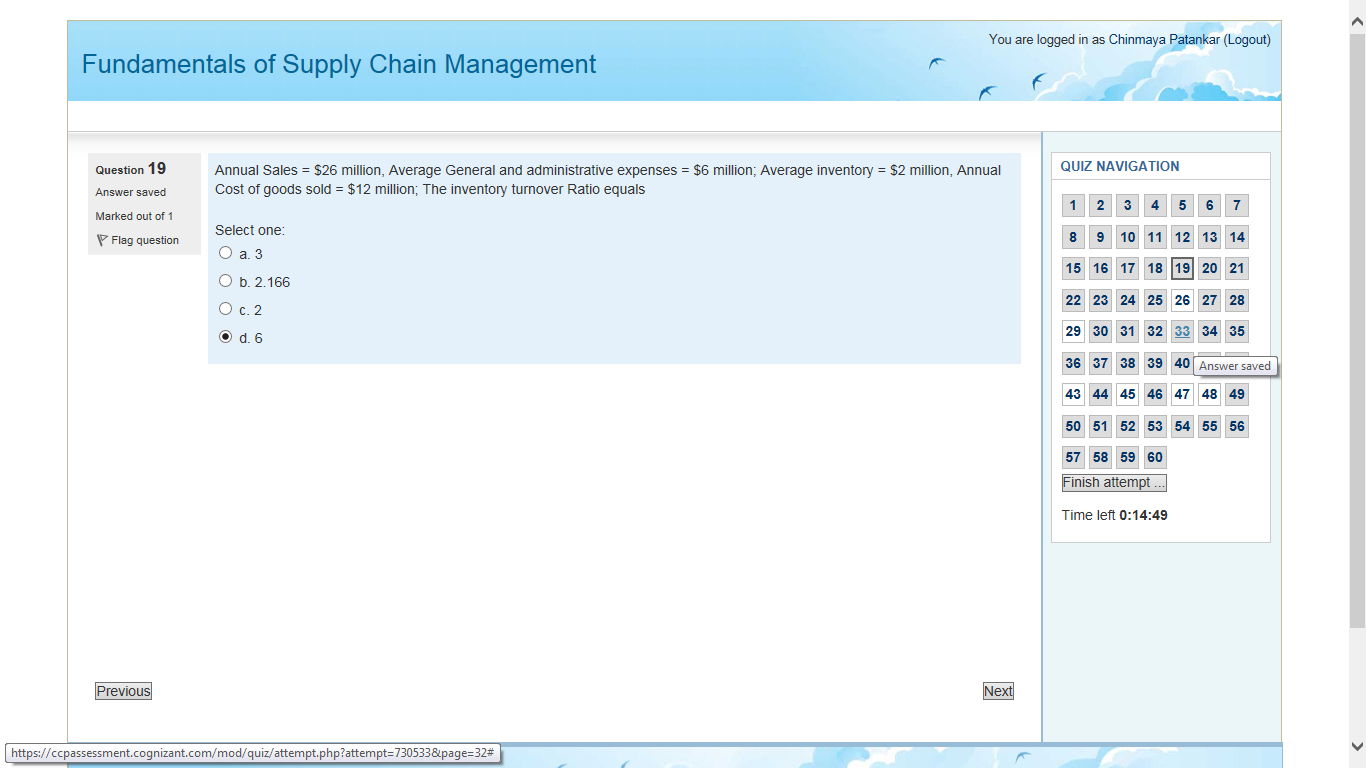 You are logged in as Chinmaya Patankar (Logout)
Fundamentals of Supply Chain Management
Question 19
Answer saved
Marked out of 1
Flag question
Annual Sales = $26 million, Average General and administrative expenses = $6 million; Average inventory = $2 million, Annual
Cost of goods sold = $12 million; The inventory turnover Ratio equals
Select one:
a. 3
b. 2.166
c. 2
d. 6
Previous
Next
QUIZ NAVIGATION
1 2 3 4 5 6 7
8 9 10 11 12 13 14
15 16 17 18 19 20 21
22 23 24 25 26 27 28
29 30 31 32 33 34 35
36 37 38 39 40
Answer saved
43 44 45 46 47 48 49
50 51 52 53 54 55 56
57 58 59 60
Finish attempt ...
Time left 0:14:49
https://ccpassessment.cognizant.com/mod/quiz/attempt.php?attempt=730533&page=32#